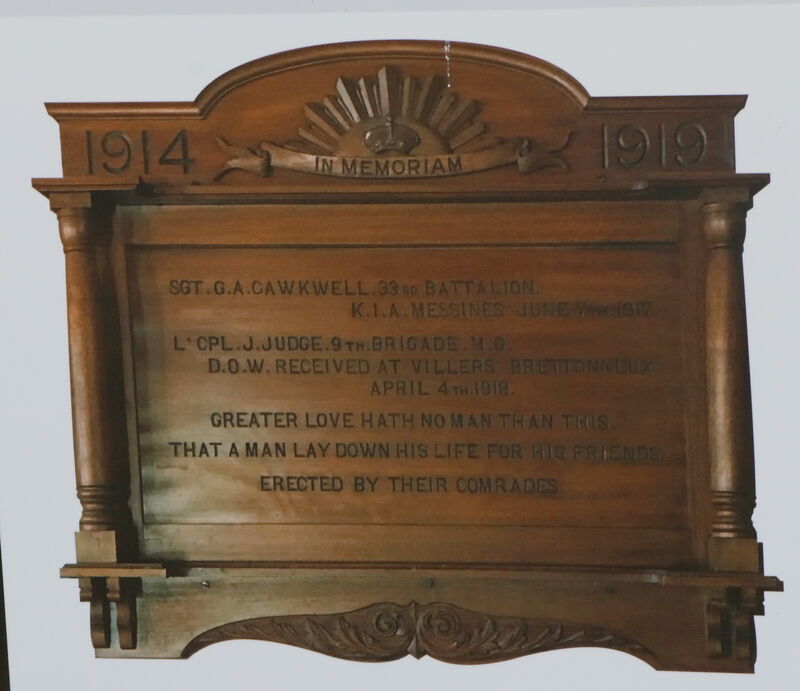 1914 1919
IN MEMORIAM
SGT. G.A. CAWKWELL. 33RD BATTALION.
K.I.A. MESSINES JUNE 7TH 1917.
L'CPL. J. JUDGE. 9TH. BRIGADE. M.G.
D.O.W. RECEIVED AT VILLERS BRETTONNEUX
APRIL 4TH 1918.
GREATER LOVE HATH NO MAN THAN THIS.
THAT A MAN LAY DOWN HIS LIFE FOR HIS FRIENDS.
ERECTED BY THEIR COMRADES